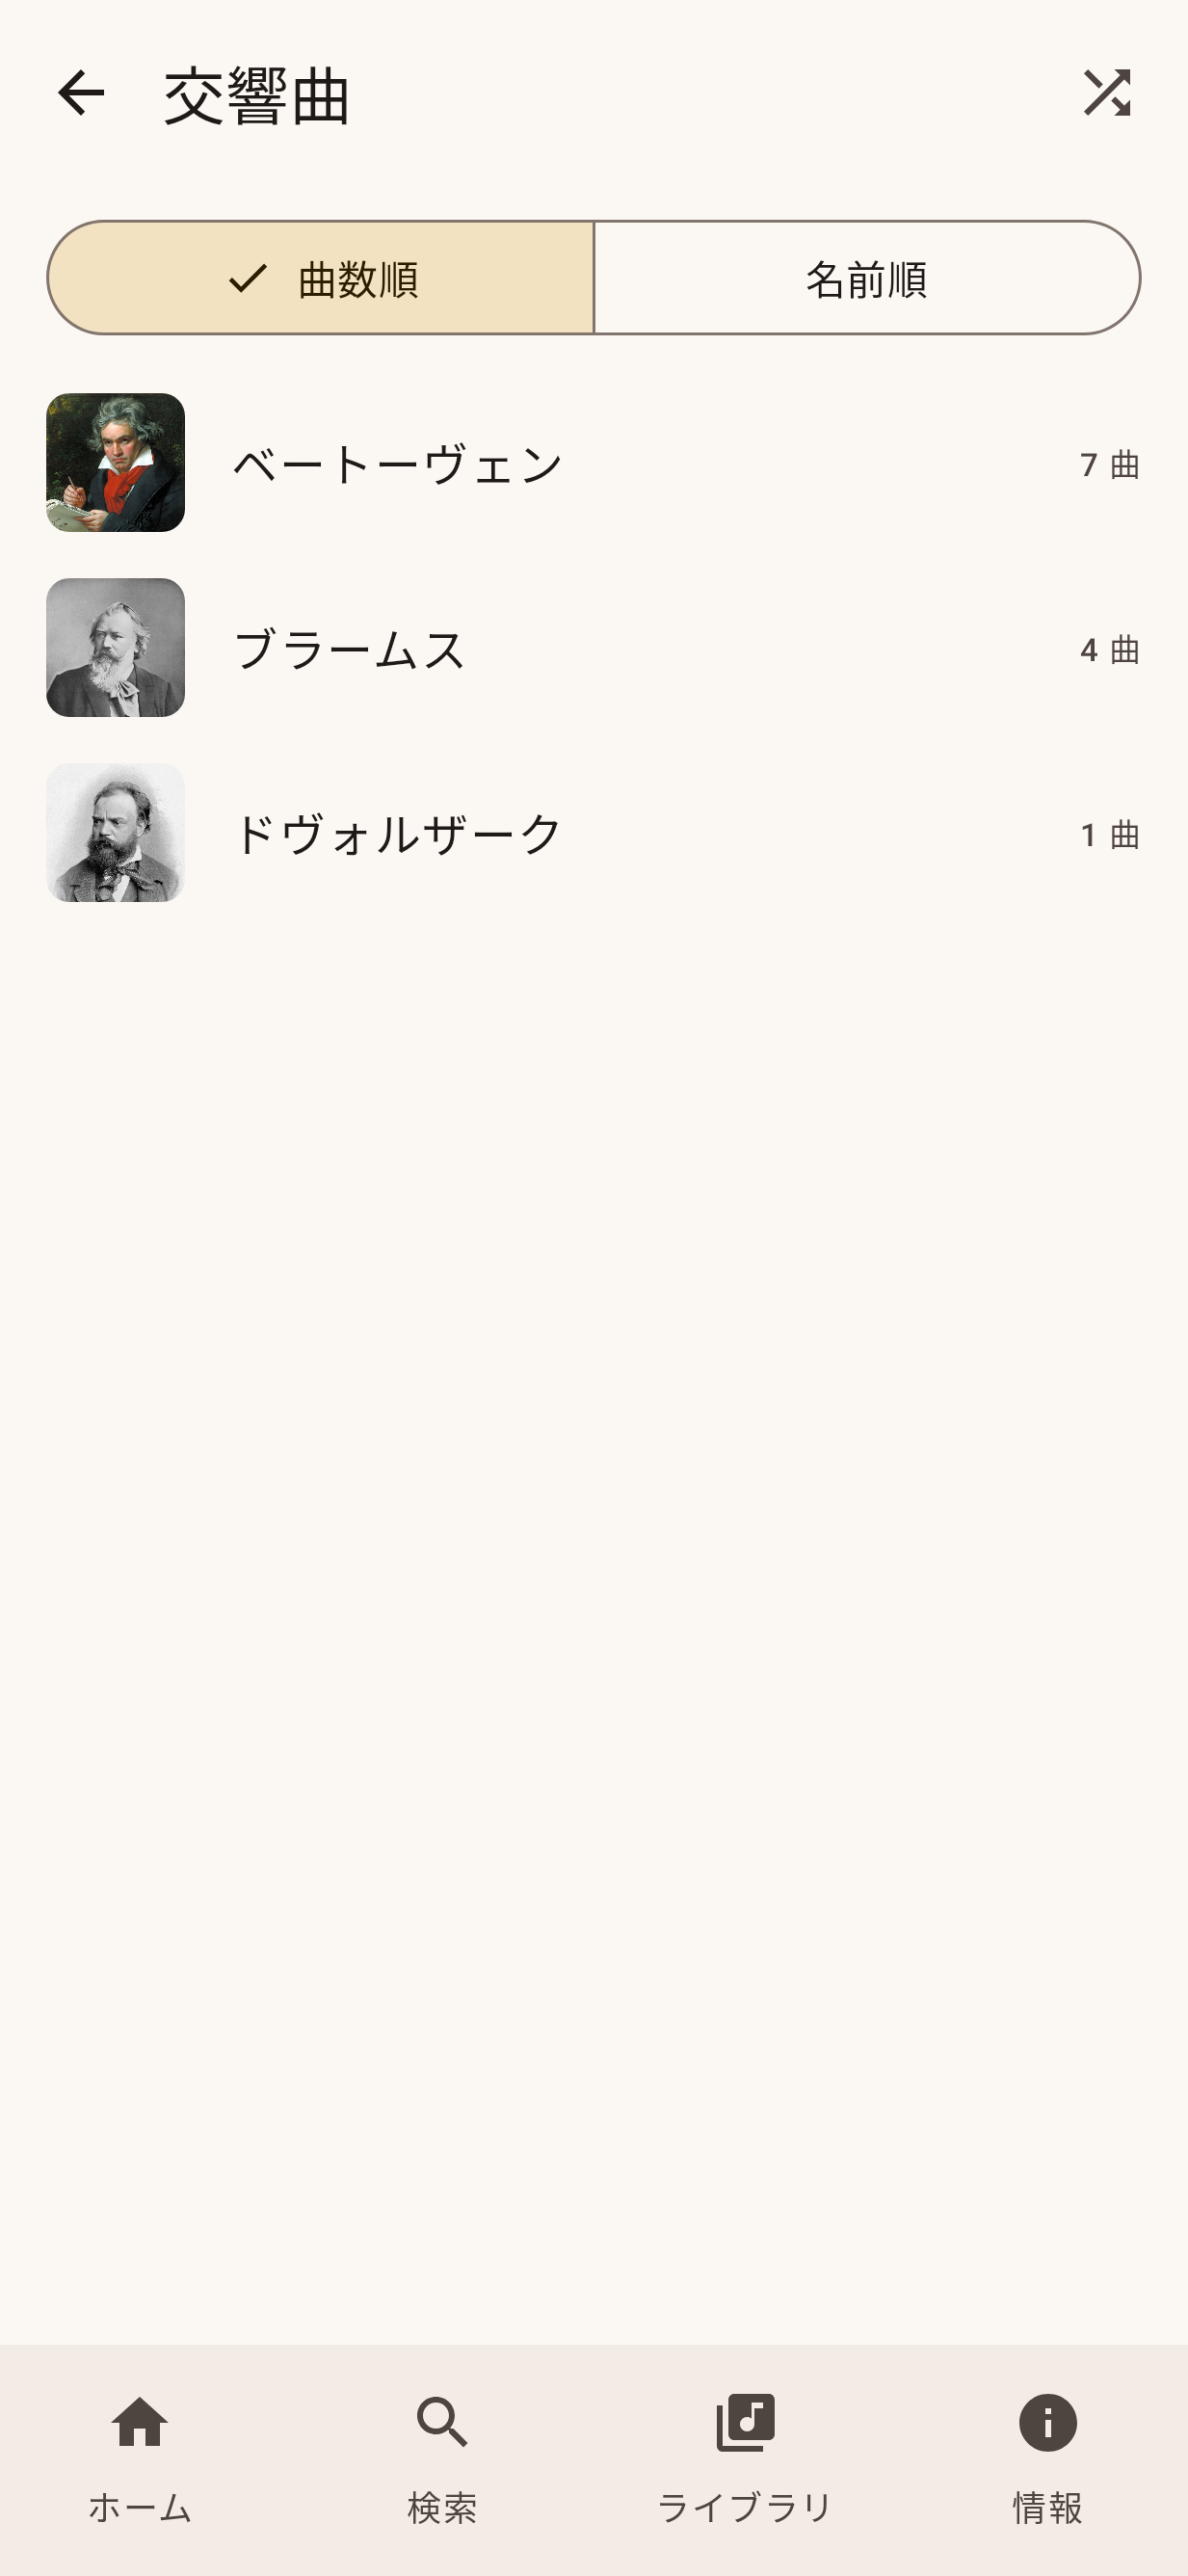 交響曲
曲数順
名前順
ベートーヴェン
7 曲
ブラームス
4 曲
ドヴォルザーク
1 曲
ホーム
検索
ライブラリ
情報